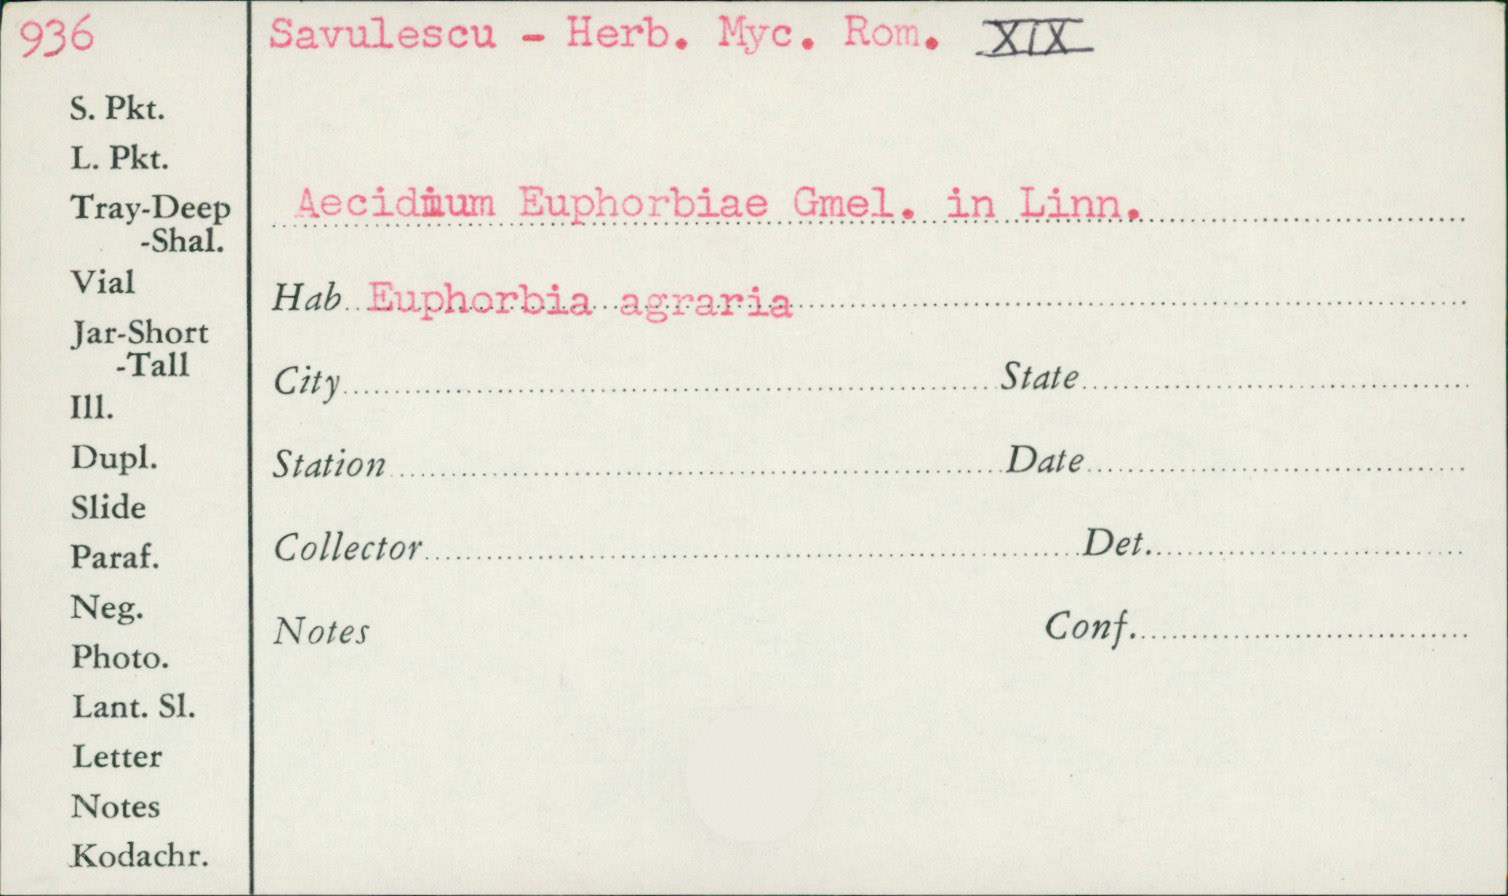 936
Savulescu - Herb. Myc. Rom. XIX
S. Pkt.
L. Pkt.
Tray-Deep
-Shal.
Vial
Jar-Short
-Tall
Ill.
Dupl.
Slide
Paraf.
Neg.
Photo.
Lant. Sl.
Letter
Notes
Kodachr.
Aecidium Euphorbiae Gmel. in Linn.
Hab. Euphorbia agraria
City State
Station Date
Collector Det.
Notes Conf.